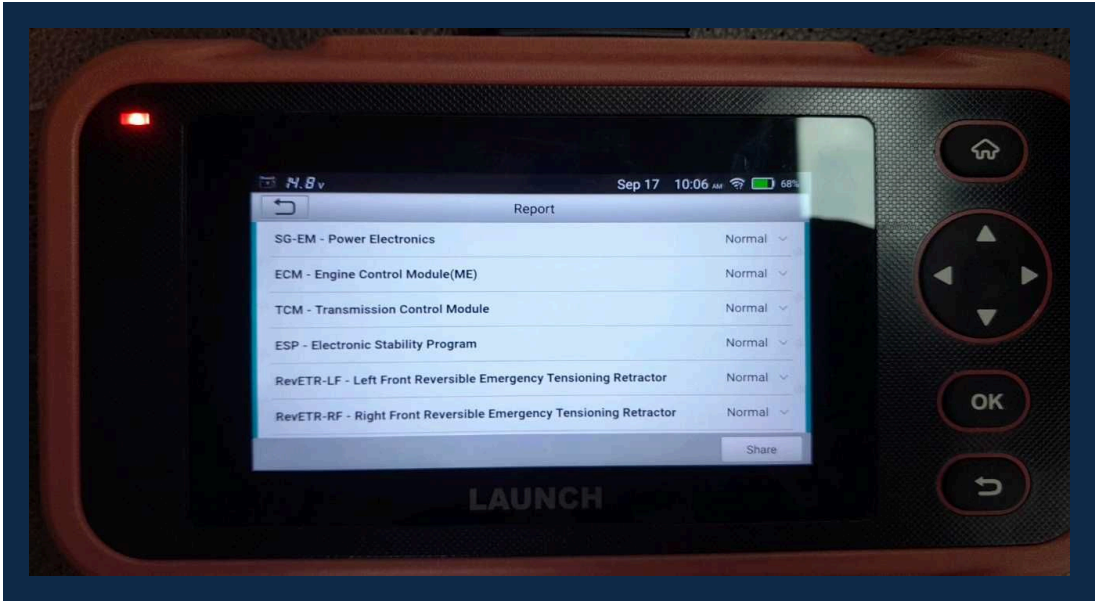 14.8v Sep 17 10:06 AM 68%
Report
SG-EM - Power Electronics Normal
ECM - Engine Control Module(ME) Normal
TCM - Transmission Control Module Normal
ESP - Electronic Stability Program Normal
RevETR-LF - Left Front Reversible Emergency Tensioning Retractor Normal
RevETR-RF - Right Front Reversible Emergency Tensioning Retractor Normal
Share
LAUNCH
OK